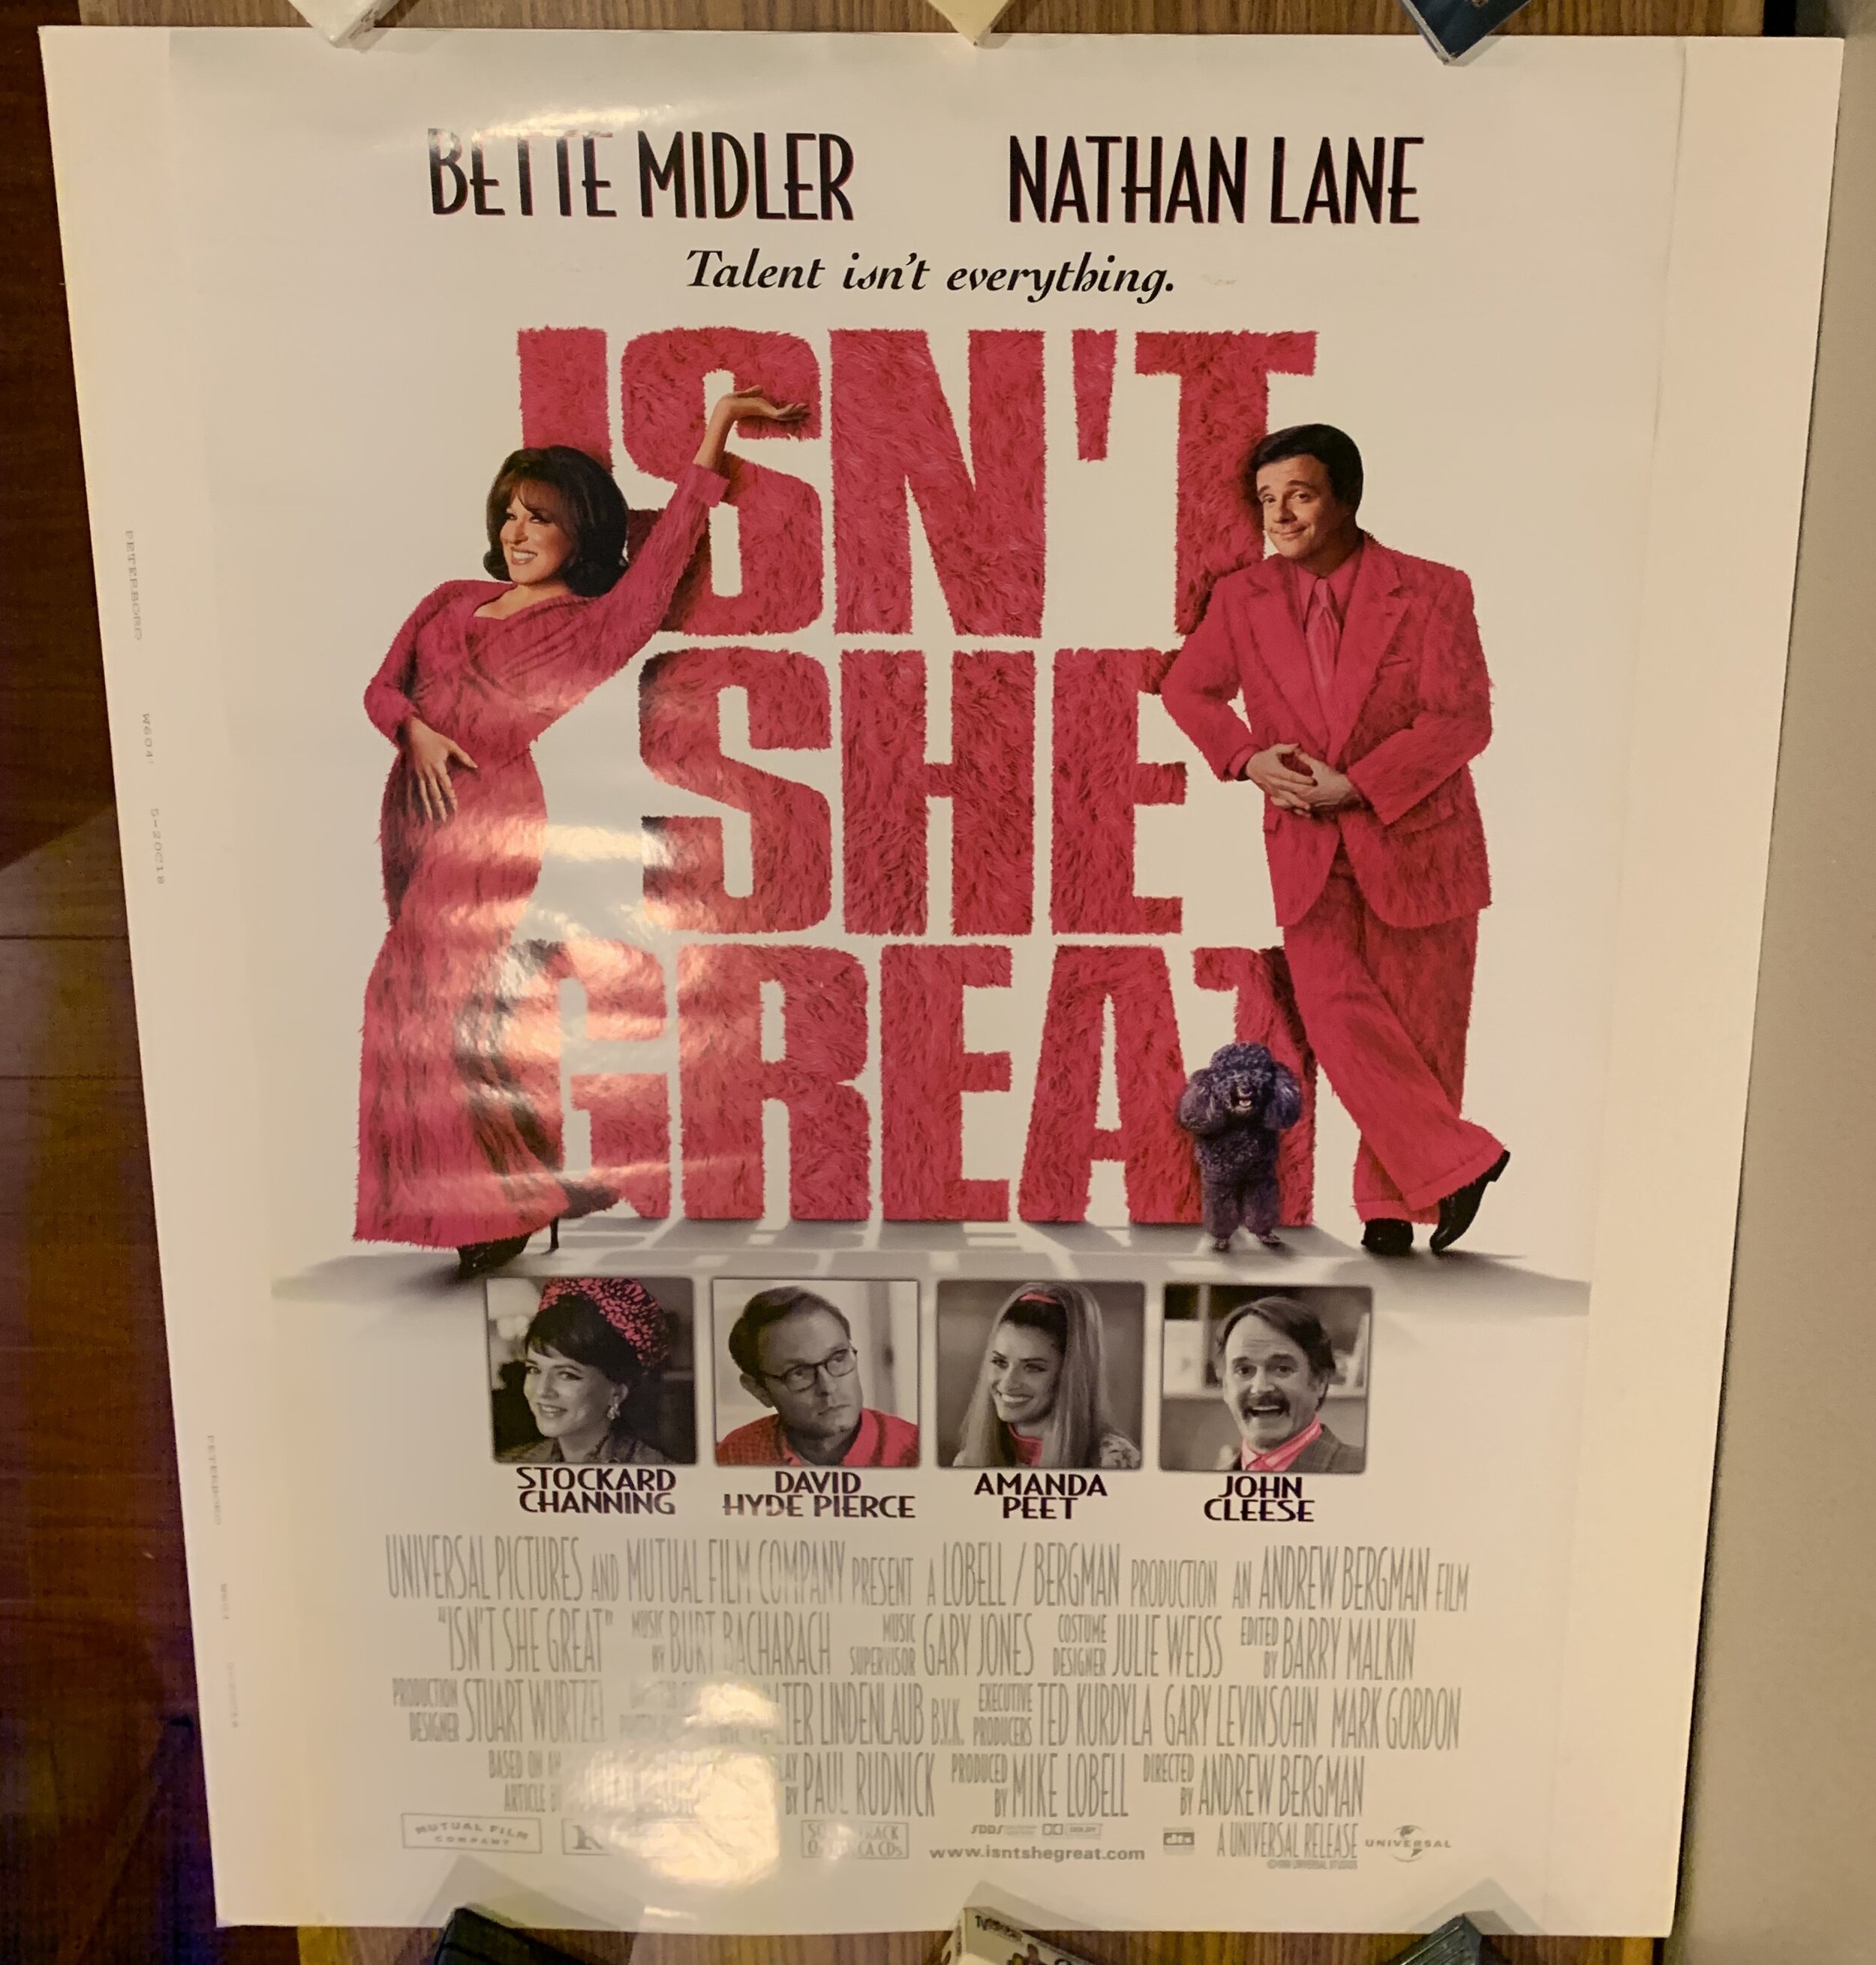 BETTE MIDLER NATHAN LANE
Talent isn't everything.
ISN'T
SHE
GREAT
STOCKARD CHANNING
DAVID HYDE PIERCE
AMANDA PEET
JOHN CLEESE
UNIVERSAL PICTURES AND MUTUAL FILM COMPANY PRESENT A LOBELL / BERGMAN PRODUCTION AN ANDREW BERGMAN FILM
"ISN'T SHE GREAT" MUSIC BY BURT BACHARACH MUSIC SUPERVISOR GARY JONES COSTUME DESIGNER JULIE WEISS EDITED BY BARRY MALKIN
PRODUCTION DESIGNER STUART WURTZEL LINDENLAUB B.V.K. EXECUTIVE PRODUCERS TED KURDYLA GARY LEVINSOHN MARK GORDON
BASED ON ARTICLE BY PAUL RUDNICK PRODUCED BY MIKE LOBELL DIRECTED BY ANDREW BERGMAN
MUTUAL FILM COMPANY
SDDS DOLBY dts A UNIVERSAL RELEASE UNIVERSAL
www.isntshegreat.com